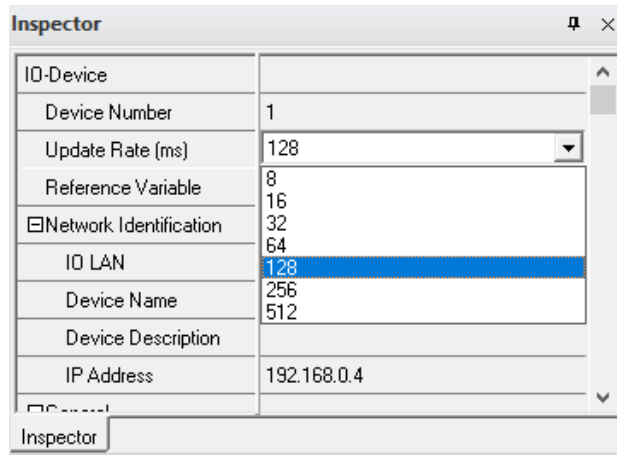 Inspector
IO-Device
Device Number 1
Update Rate (ms) 128
Reference Variable
8
16
32
64
128
256
512
Network Identification
IO LAN
Device Name
Device Description
IP Address 192.168.0.4
General
Inspector